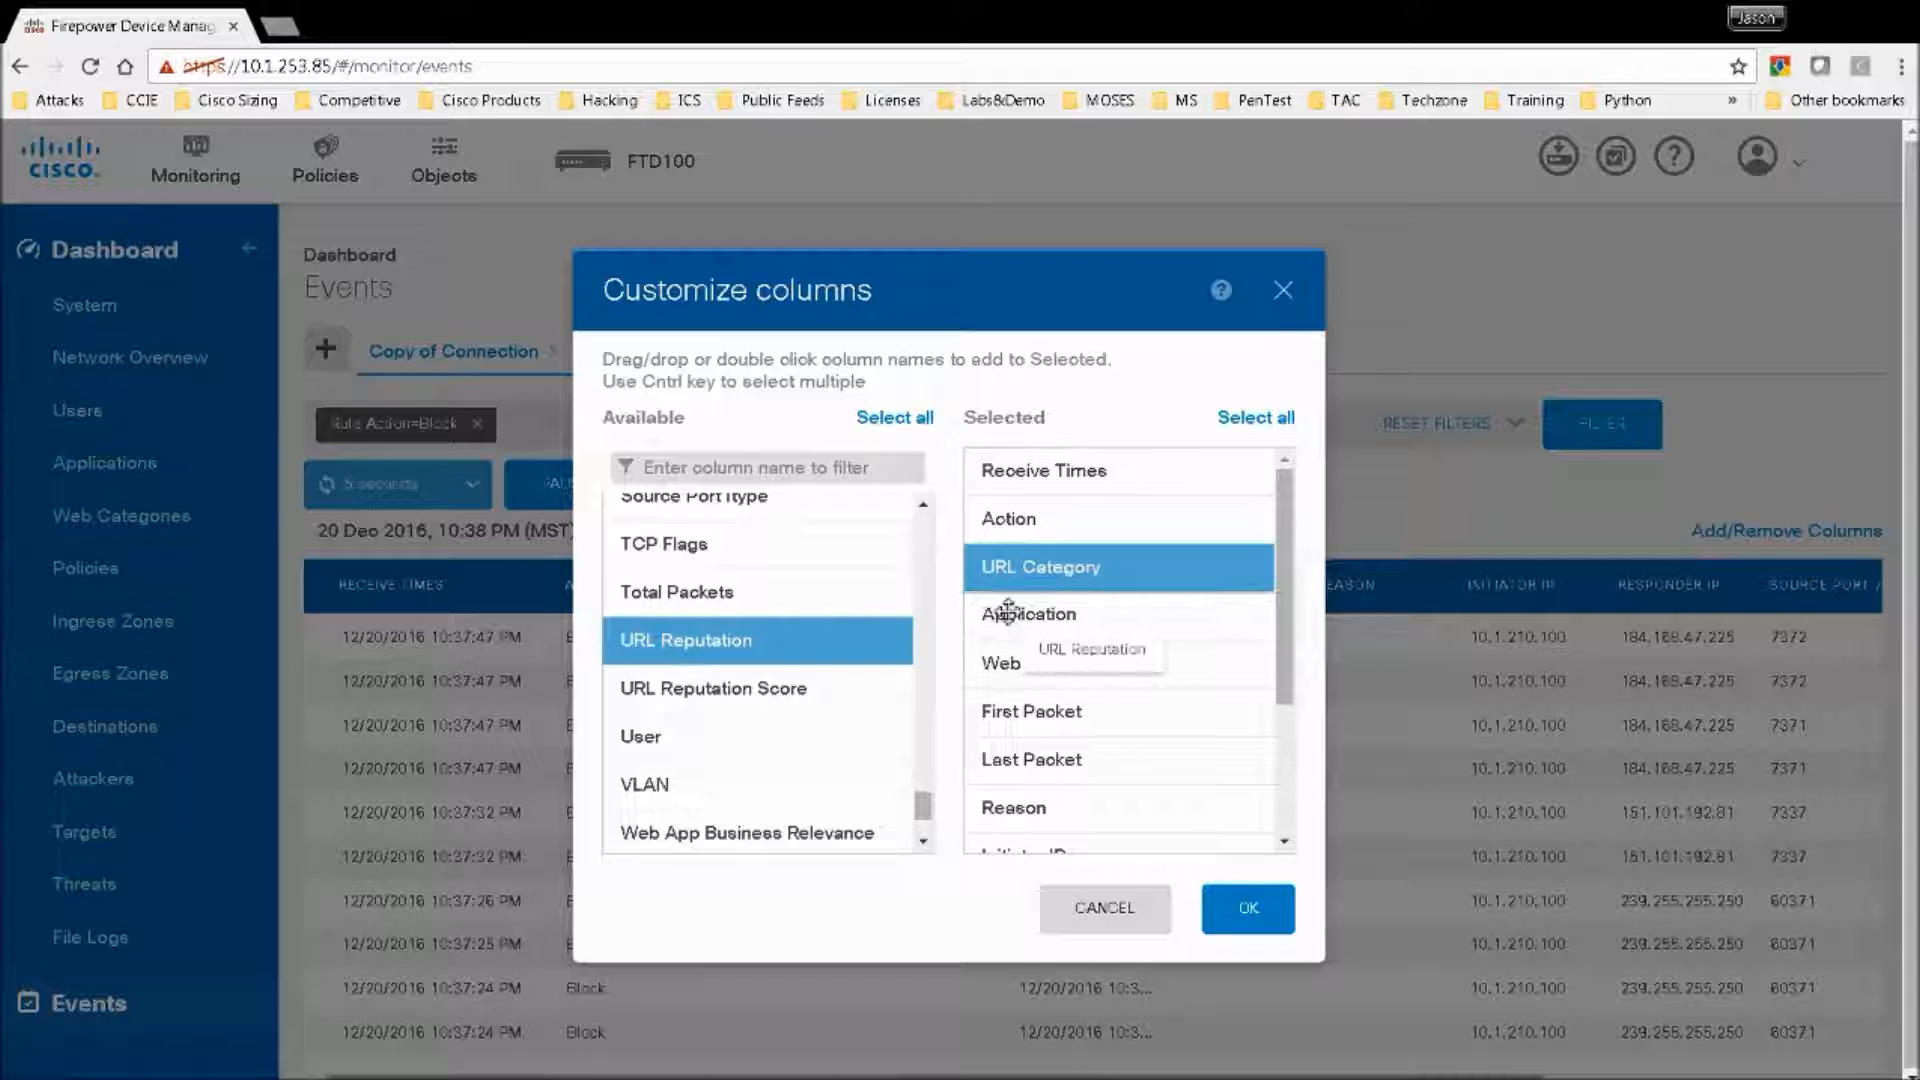 Jason
Firepower Device Manag
https://10.1.253.85/#/monitor/events
Attacks CCIE Cisco Sizing Competitive Cisco Products Hacking ICS Public Feeds Licenses Labs&Demo MOSES MS PenTest TAC Techzone Training Python » Other bookmarks
CISCO
Monitoring Policies Objects FTD100
Dashboard
System
Network Overview
Users
Applications
Web Categories
Policies
Ingress Zones
Egress Zones
Destinations
Attackers
Targets
Threats
File Logs
Events
Dashboard
Events
Copy of Connection
Rule Action=Block
RESET FILTERS FILTER
5 seconds
20 Dec 2016, 10:38 PM (MST)
Add/Remove Columns
RECEIVE TIMES INITIATOR IP RESPONDER IP SOURCE PORT /
12/20/2016 10:37:47 PM 10.1.210.100 184.168.47.225 7372
12/20/2016 10:37:47 PM 10.1.210.100 184.168.47.225 7372
12/20/2016 10:37:47 PM 10.1.210.100 184.168.47.225 7371
12/20/2016 10:37:47 PM 10.1.210.100 184.168.47.225 7371
12/20/2016 10:37:32 PM 10.1.210.100 151.101.192.81 7337
12/20/2016 10:37:32 PM 10.1.210.100 151.101.192.81 7337
12/20/2016 10:37:26 PM 10.1.210.100 239.255.255.250 60371
12/20/2016 10:37:25 PM 10.1.210.100 239.255.255.250 60371
12/20/2016 10:37:24 PM Block 12/20/2016 10:3... 10.1.210.100 239.255.255.250 60371
12/20/2016 10:37:24 PM Block 12/20/2016 10:3... 10.1.210.100 239.255.255.250 60371
Customize columns
Drag/drop or double click column names to add to Selected.
Use Cntrl key to select multiple
Available Select all
Enter column name to filter
Source Port Itype
TCP Flags
Total Packets
URL Reputation
URL Reputation Score
User
VLAN
Web App Business Relevance
Selected Select all
Receive Times
Action
URL Category
Application
URL Reputation
Web
First Packet
Last Packet
Reason
CANCEL OK